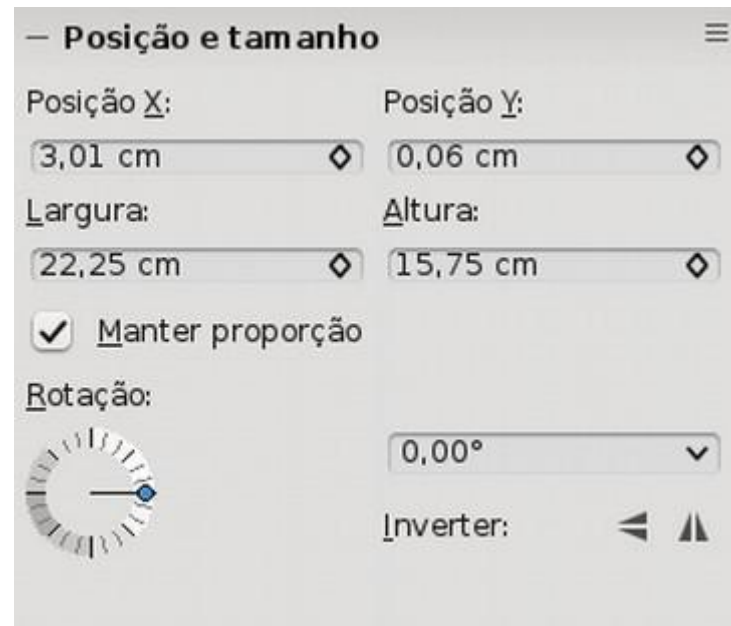 Posição e tamanho
Posição X: Posição Y:
3,01 cm 0,06 cm
Largura: Altura:
22,25 cm 15,75 cm
Manter proporção
Rotação:
0,00°
Inverter: